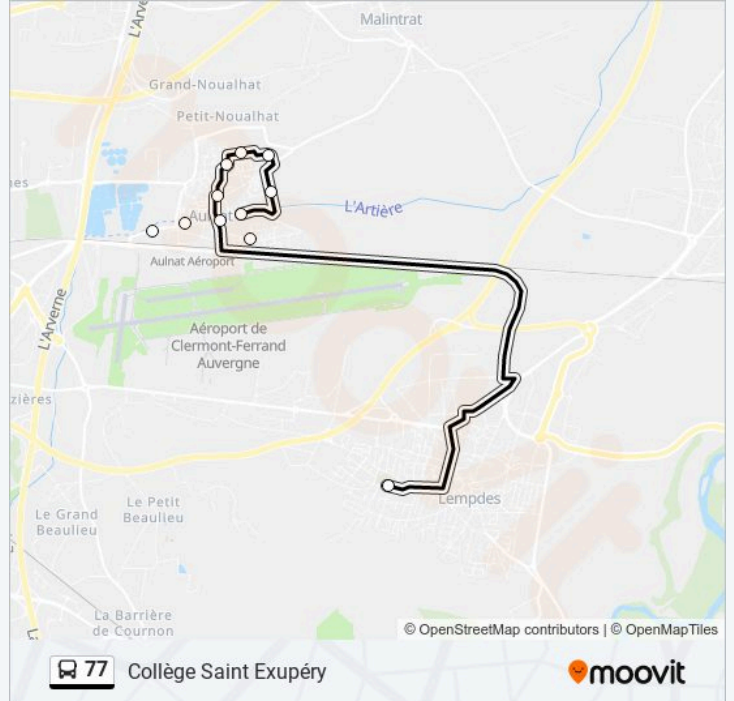 Malintrat
L'Arve
Grand-Noualhat
Petit-Noualhat
nes
L'Artière
Aulnat
Aulnat Aéroport
L'Arverne
Aéroport de
Clermont-Ferrand
Auvergne
zières
Le Petit
Beaulieu
Le Grand
Beaulieu
Lempdes
La Barrière
de Cournon
© OpenStreetMap contributors | © OpenMapTiles
77 Collège Saint Exupéry moovit